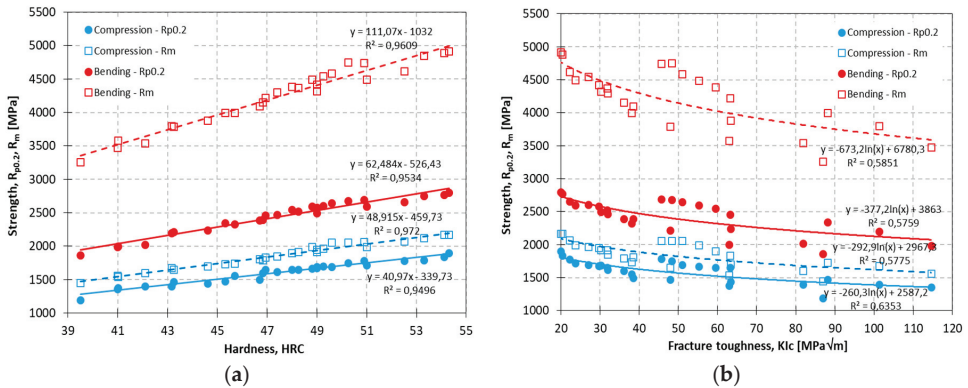 5500
5000
4500
4000
3500
3000
2500
2000
1500
1000
Strength, Rp0.2, Rm [MPa]
Compression - Rp0.2
Compression - Rm
Bending - Rp0.2
Bending - Rm
y = 111,07x - 1032
R² = 0,9609
y = 62,484x - 526,43
R² = 0,9534
y = 48,915x - 459,73
R² = 0,972
y = 40,97x - 339,73
R² = 0,9496
39 41 43 45 47 49 51 53 55
Hardness, HRC
(a)
5500
5000
4500
4000
3500
3000
2500
2000
1500
1000
Strength, Rp0.2, Rm [MPa]
Compression - Rp0.2
Compression - Rm
Bending - Rp0.2
Bending - Rm
y = -673,2ln(x) + 6780,3
R² = 0,5851
y = -377,2ln(x) + 3863
R² = 0,5759
y = -292,9ln(x) + 2967,3
R² = 0,5775
y = -260,3ln(x) + 2587,2
R² = 0,6353
20 30 40 50 60 70 80 90 100 110 120
Fracture toughness, KIc [MPa√m]
(b)